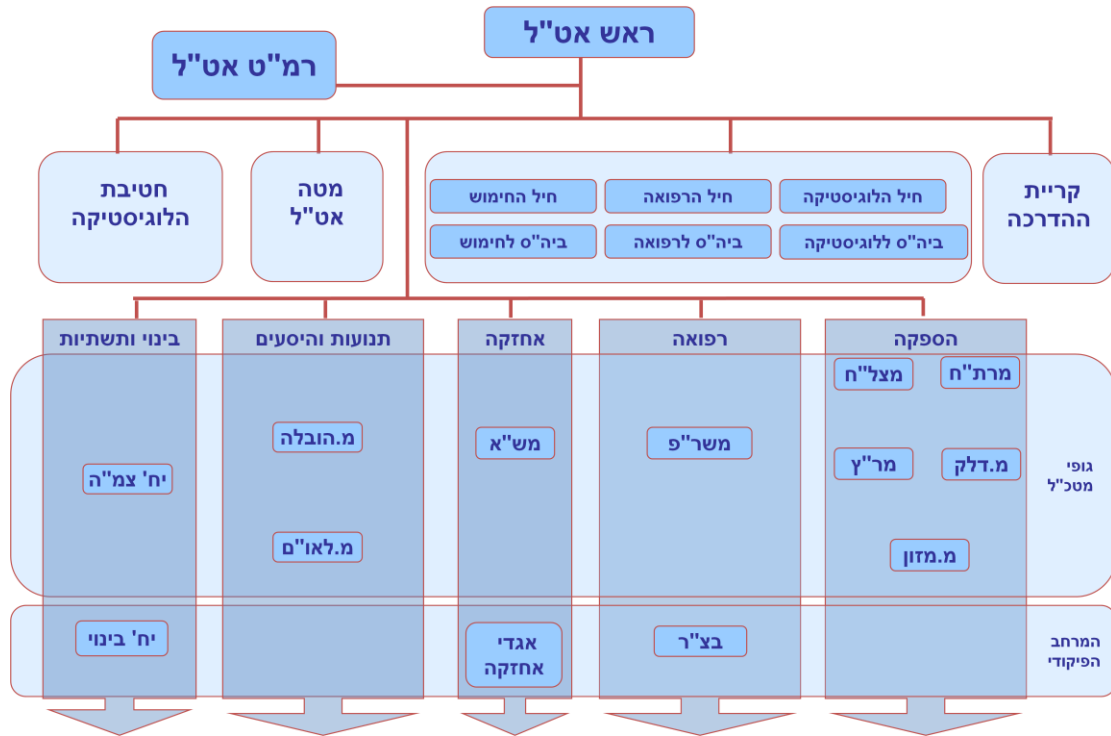 ראש אט"ל
רמ"ט אט"ל
קריית
ההדרכה
חיל הלוגיסטיקה
חיל הרפואה
חיל החימוש
ביה"ס ללוגיסטיקה
ביה"ס לרפואה
ביה"ס לחימוש
מטה
אט"ל
חטיבת
הלוגיסטיקה
הספקה
רפואה
אחזקה
תנועות והיסעים
בינוי ותשתיות
גופי
מטכ"ל
מרת"ח
מצל"ח
מ.דלק
מר"ץ
מ.מזון
משר"פ
מש"א
מ.הובלה
מ.לאו"ם
יח' צמ"ה
המרחב
הפיקודי
בצ"ר
אגדי
אחזקה
יח' בינוי